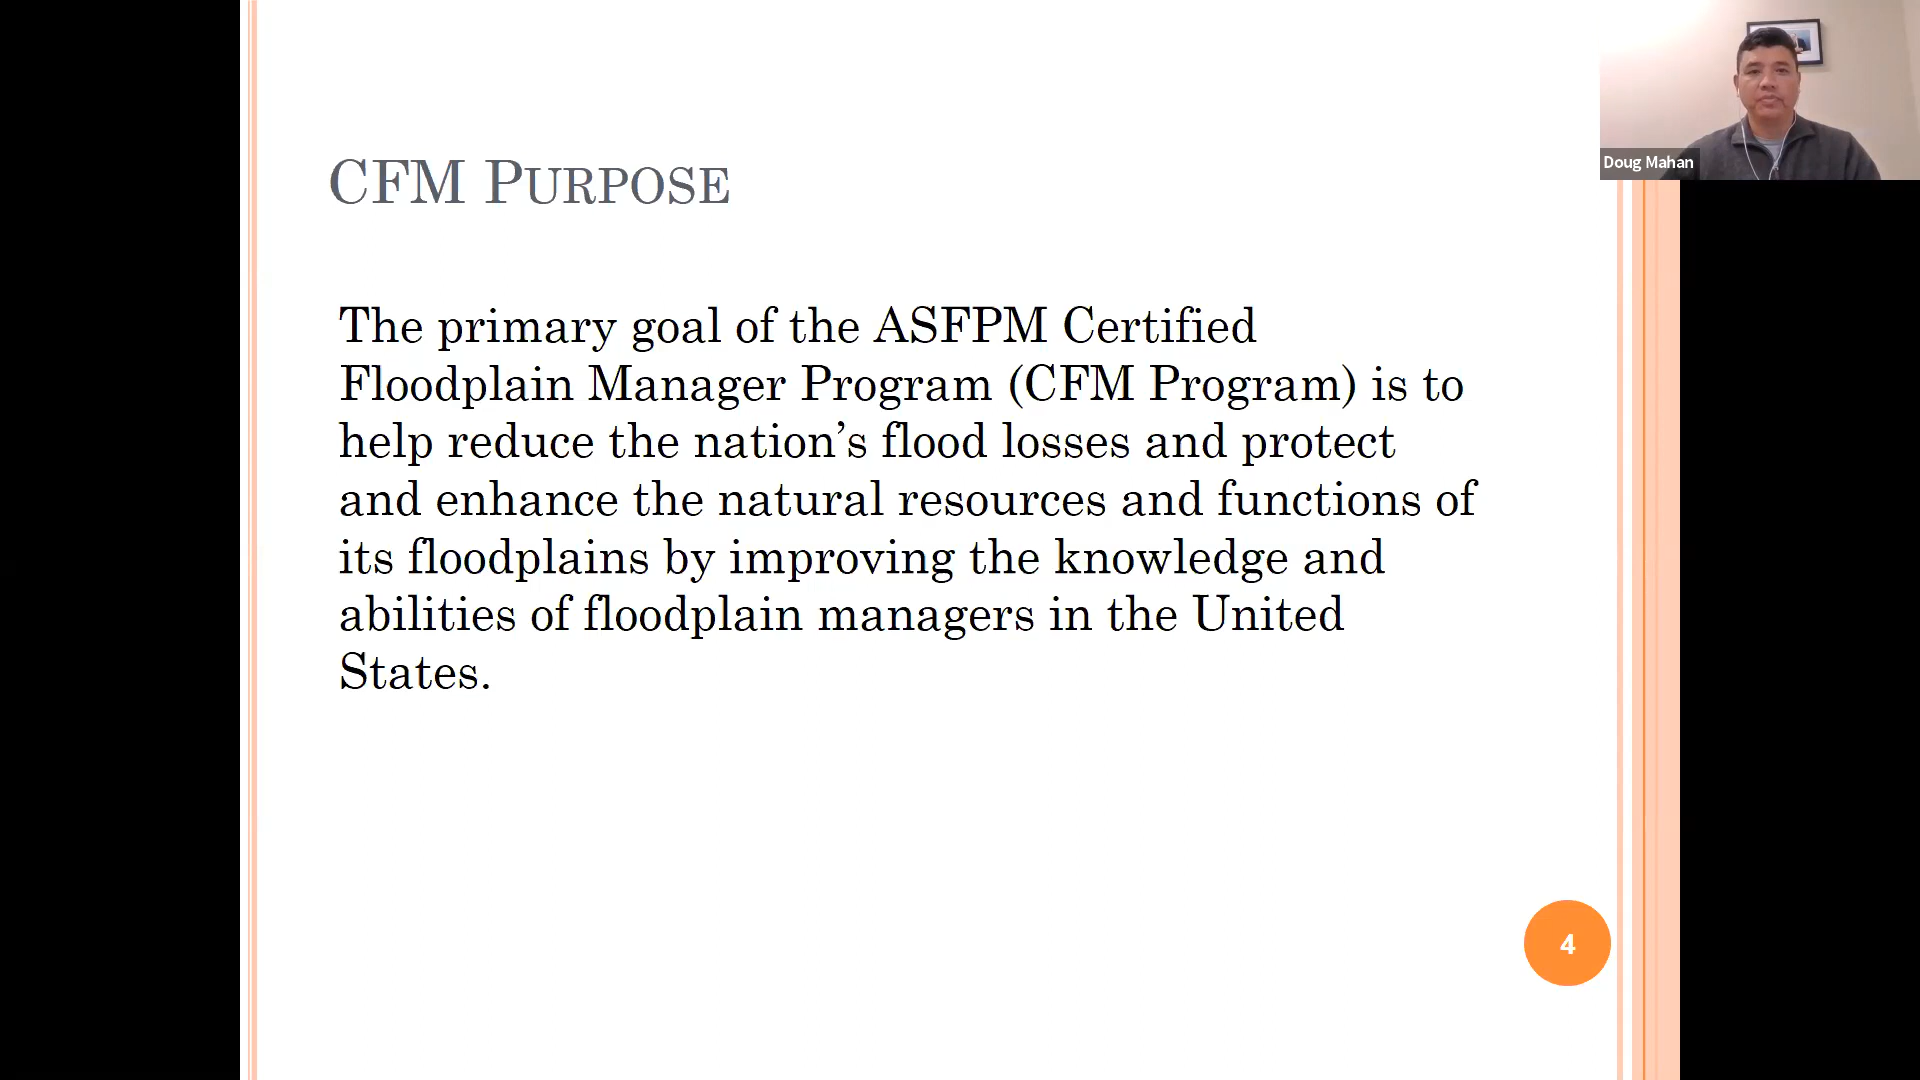 CFM PURPOSE
The primary goal of the ASFPM Certified
Floodplain Manager Program (CFM Program) is to
help reduce the nation’s flood losses and protect
and enhance the natural resources and functions of
its floodplains by improving the knowledge and
abilities of floodplain managers in the United
States.
4
Doug Mahan